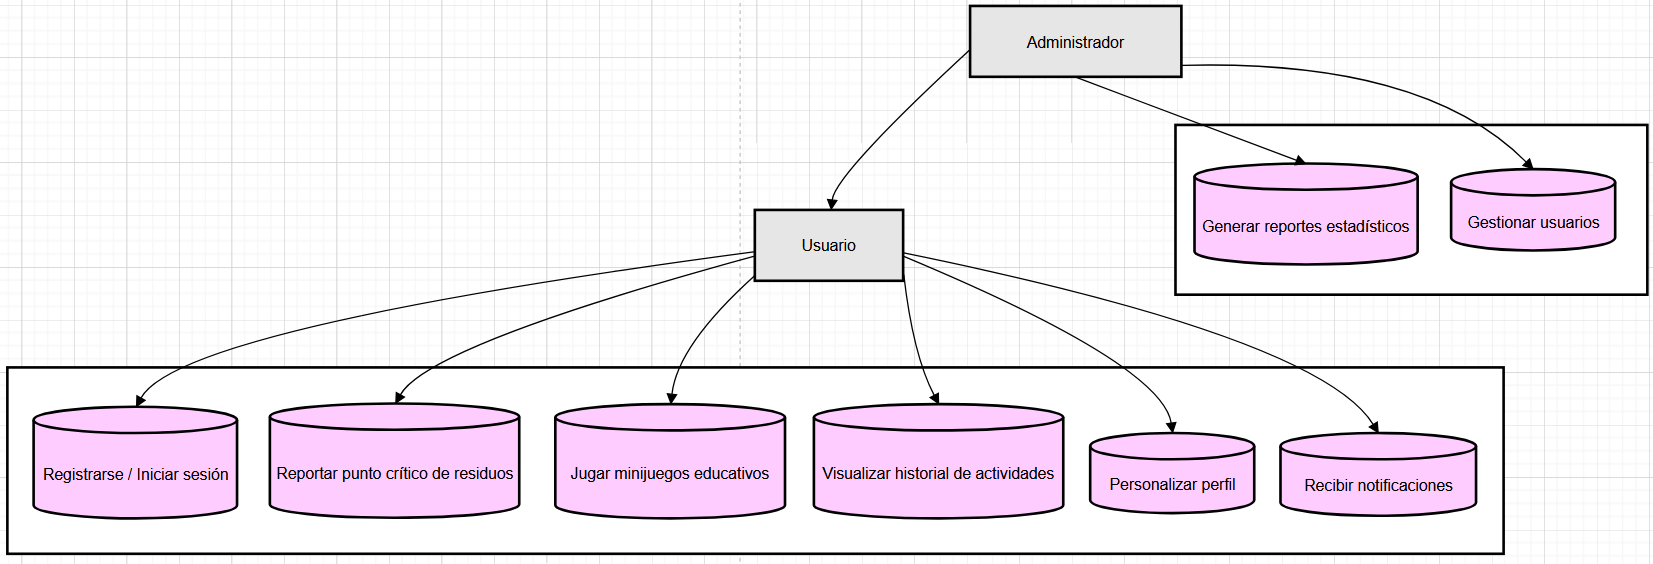 Administrador
Generar reportes estadísticos
Gestionar usuarios
Usuario
Registrarse / Iniciar sesión
Reportar punto crítico de residuos
Jugar minijuegos educativos
Visualizar historial de actividades
Personalizar perfil
Recibir notificaciones